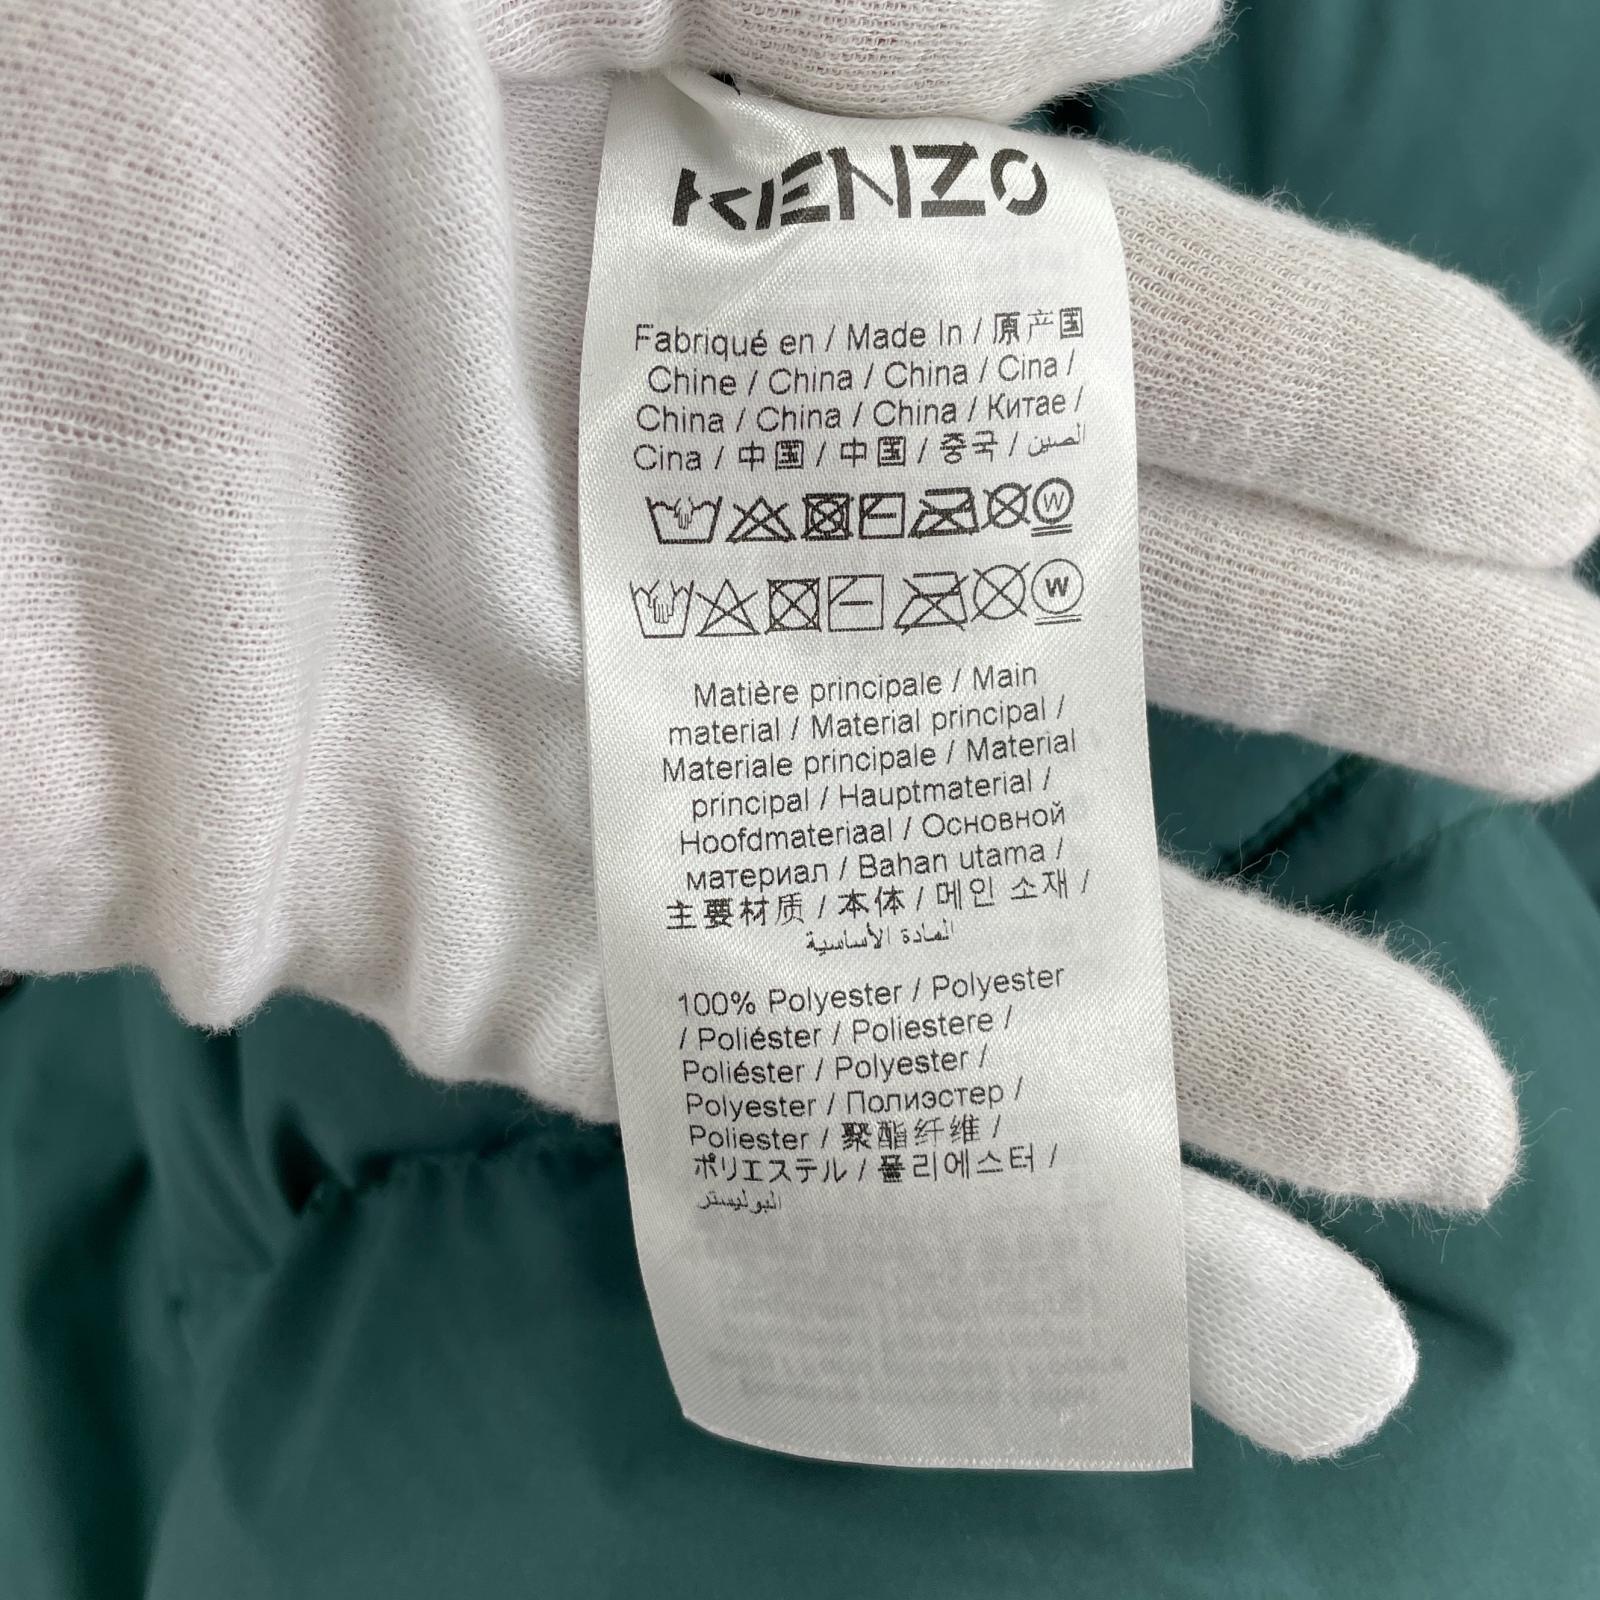 KENZO
Fabriqué en / Made In / 原产国
Chine / China / China / Cina /
China / China / China / Китае /
Cina / 中国 / 中国 / 중국 / الصين
W
W
Matière principale / Main
material / Material principal /
Materiale principale / Material
principal / Hauptmaterial /
Hoofdmateriaal / Основной
материал / Bahan utama /
主要材质 / 本体 / 메인 소재 /
المادة الأساسية
100% Polyester / Polyester
/ Poliéster / Poliestere /
Poliéster / Polyester /
Polyester / Полиэстер /
Poliester / 聚酯纤维 /
ポリエステル / 폴리에스터 /
البوليستر